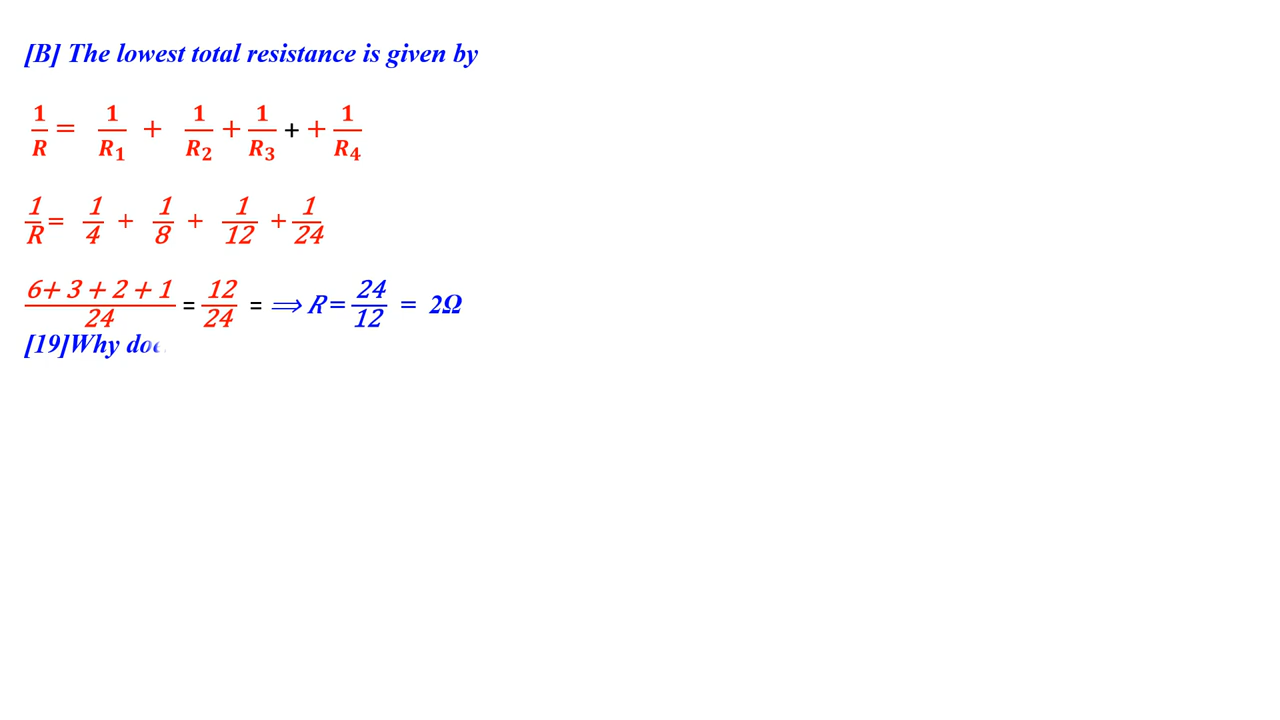 [B] The lowest total resistance is given by
1/R = 1/R₁ + 1/R₂ + 1/R₃ + + 1/R₄
1/R = 1/4 + 1/8 + 1/12 + 1/24
6+ 3 + 2 + 1/24 = 12/24 = ⟹ R = 24/12 = 2Ω
[19]Why